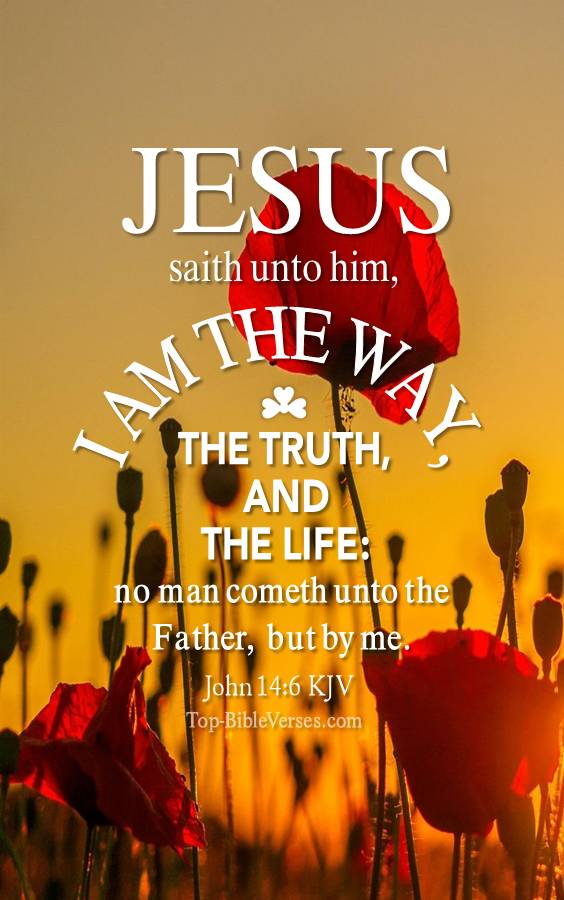 JESUS
saith unto him,
I AM THE WAY,
THE TRUTH,
AND
THE LIFE:
no man cometh unto the
Father, but by me.
John 14:6 KJV
Top-BibleVerses.com